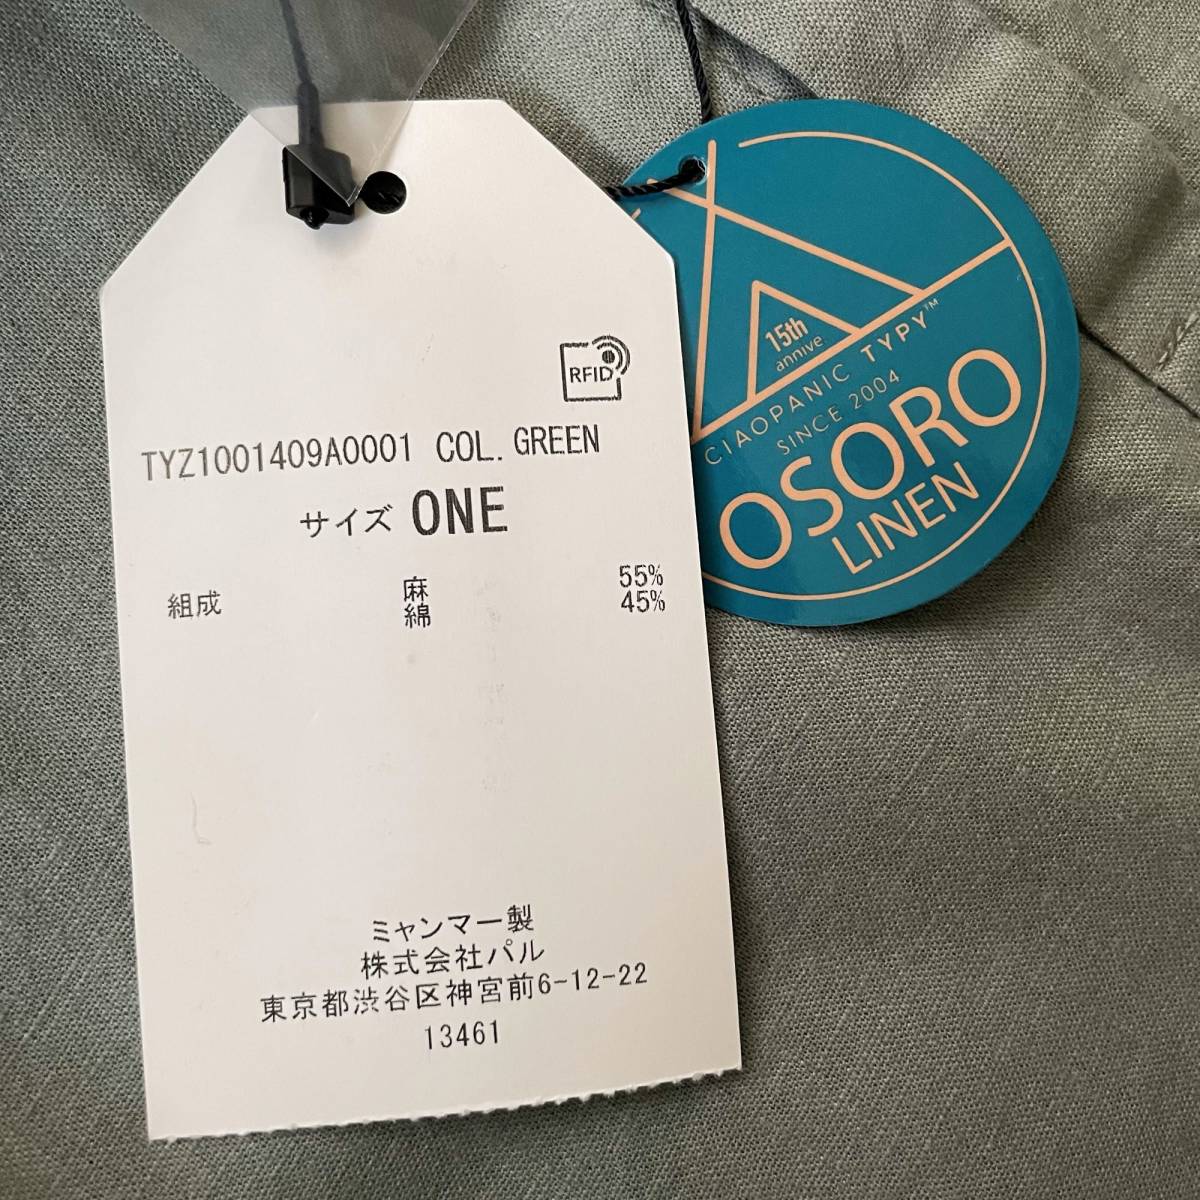 RFID
TYZ1001409A0001 COL. GREEN
サイズ ONE
組成 麻 55%
綿 45%
ミャンマー製
株式会社パル
東京都渋谷区神宮前6-12-22
13461
15th
annive
CIAOPANIC TYPY™
SINCE 2004
OSORO
LINEN